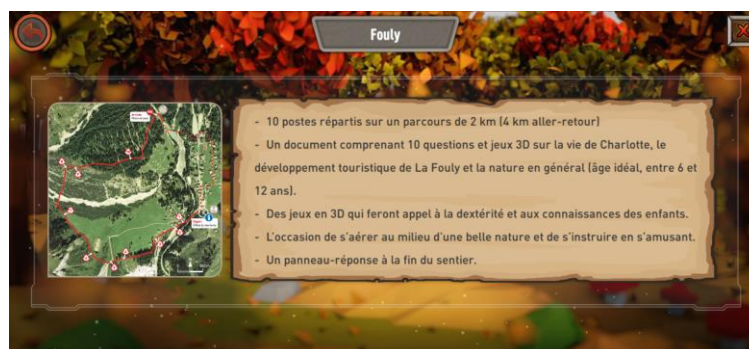 Fouly
- 10 postes répartis sur un parcours de 2 km (4 km aller-retour)
- Un document comprenant 10 questions et jeux 3D sur la vie de Charlotte, le
développement touristique de La Fouly et la nature en général (âge idéal, entre 6 et
12 ans).
- Des jeux en 3D qui feront appel à la dextérité et aux connaissances des enfants.
- L'occasion de s'aérer au milieu d'une belle nature et de s'instruire en s'amusant.
- Un panneau-réponse à la fin du sentier.